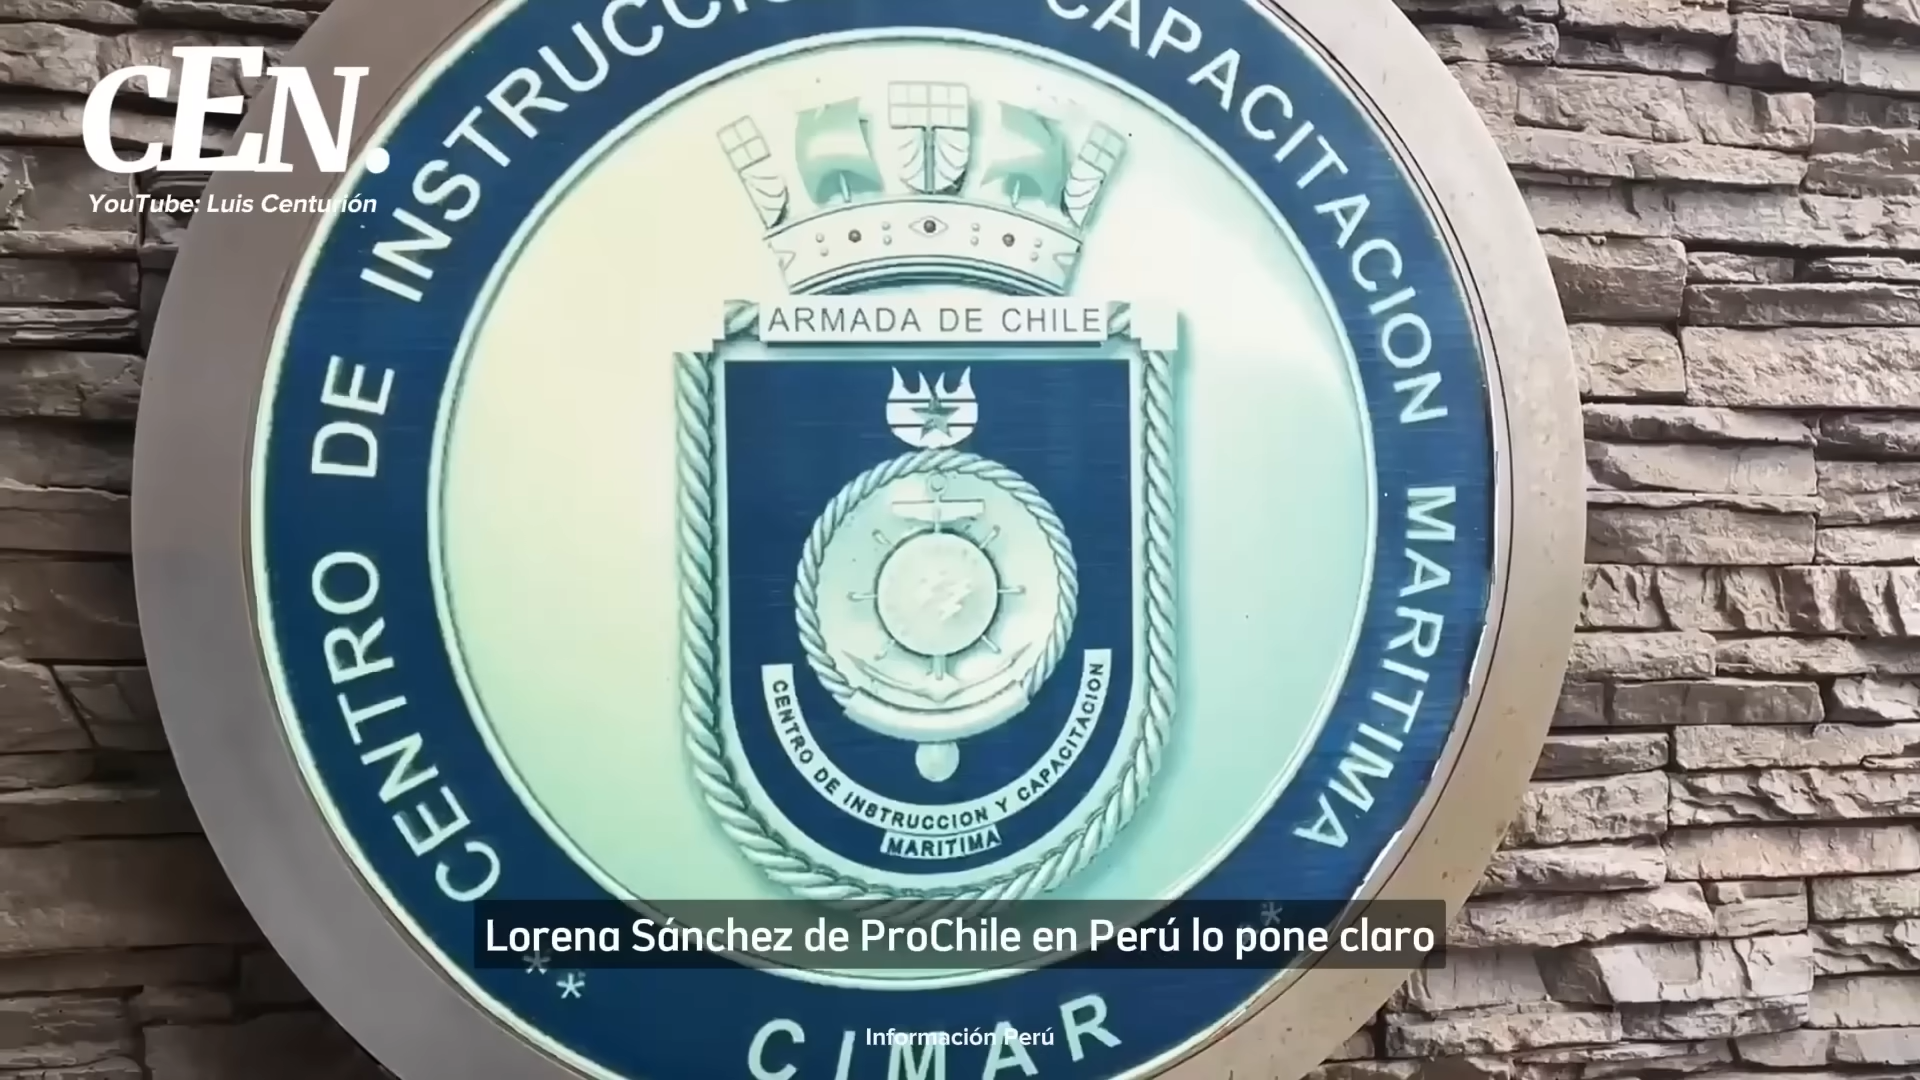 CEN.
YouTube: Luis Centurión
CENTRO DE INSTRUCCI CAPACITACION MARITIMA
ARMADA DE CHILE
CENTRO DE INSTRUCCION Y CAPACITACION
MARITIMA
Lorena Sánchez de ProChile en Perú lo pone claro
* * *
CIMAR
Información Perú